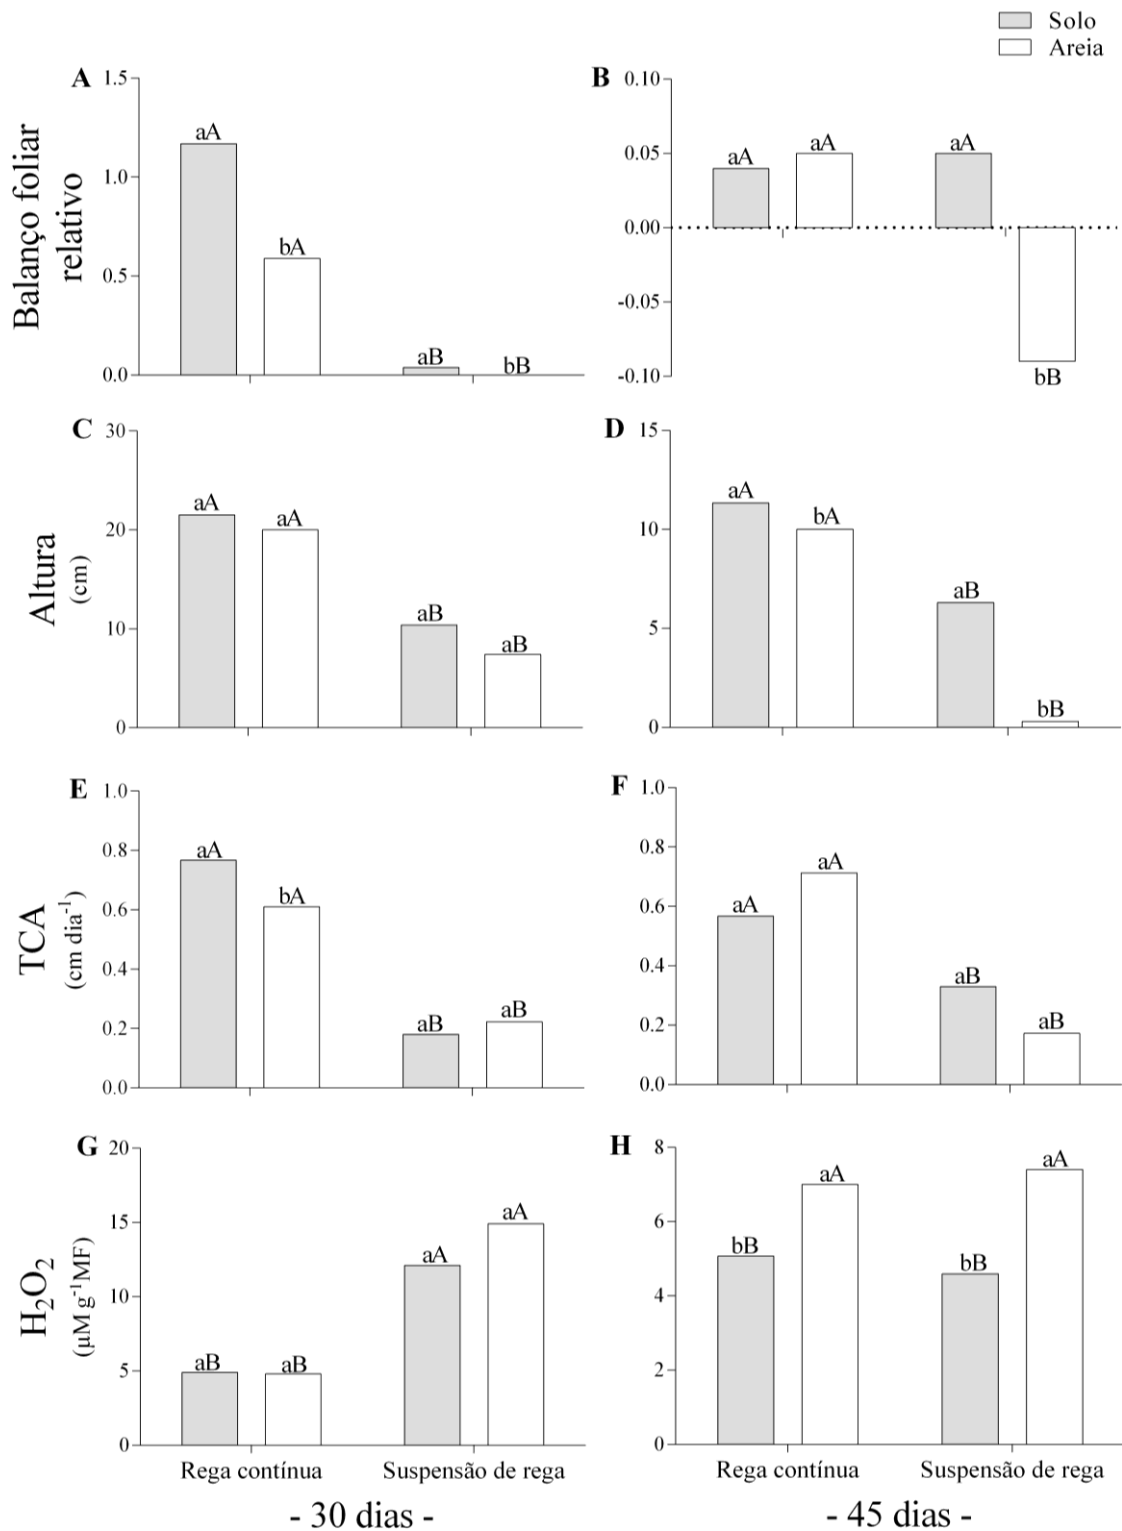 Solo
Areia
A
1.5
1.0
0.5
0.0
aA
bA
aB
bB
B
0.10
0.05
0.00
-0.05
-0.10
aA
aA
aA
bB
Balanço foliar
relativo
C
30
20
10
0
aA
aA
aB
aB
D
15
10
5
0
aA
bA
aB
bB
Altura
(cm)
E
1.0
0.8
0.6
0.4
0.2
0.0
aA
bA
aB
aB
F
1.0
0.8
0.6
0.4
0.2
0.0
aA
aA
aB
aB
TCA
(cm dia⁻¹)
G
20
15
10
5
0
aB
aB
aA
aA
H
8
6
4
2
0
bB
aA
bB
aA
H₂O₂
(μM g⁻¹MF)
Rega contínua
Suspensão de rega
Rega contínua
Suspensão de rega
- 30 dias -
- 45 dias -